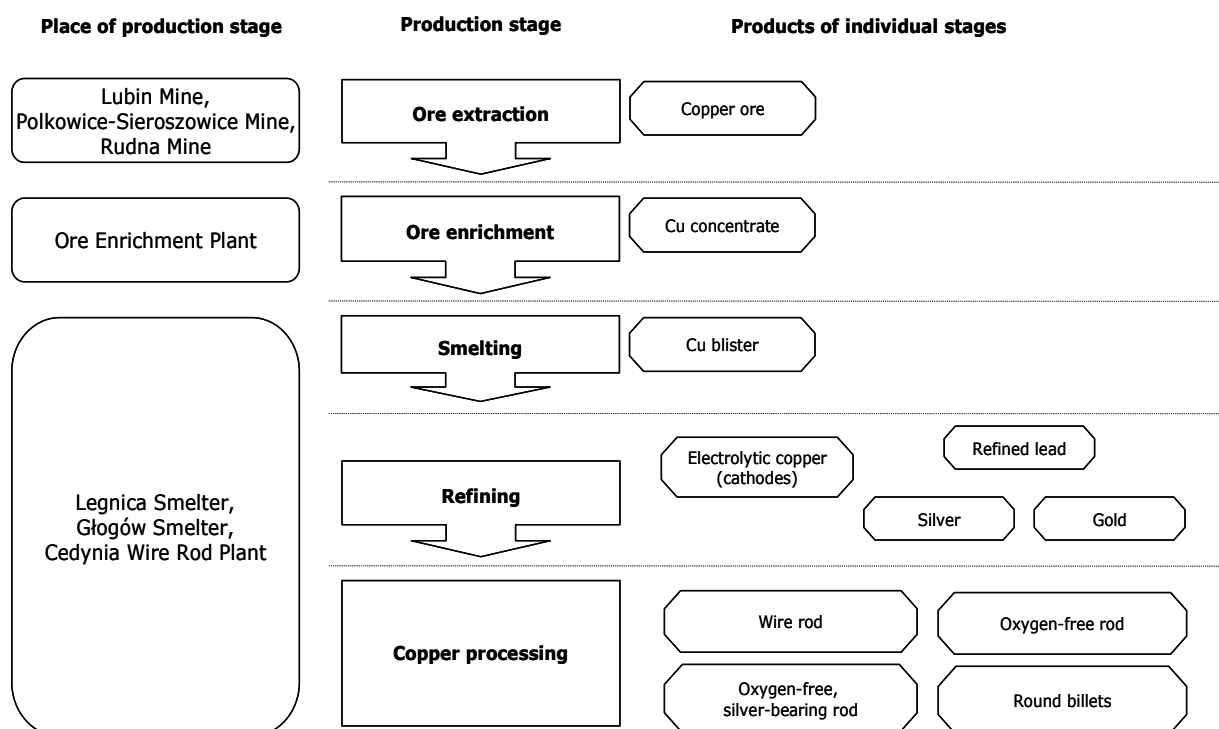 Place of production stage
Production stage
Products of individual stages
Lubin Mine,
Polkowice-Sieroszowice Mine,
Rudna Mine
Ore extraction
Copper ore
Ore Enrichment Plant
Ore enrichment
Cu concentrate
Smelting
Cu blister
Legnica Smelter,
Głogów Smelter,
Cedynia Wire Rod Plant
Refining
Electrolytic copper
(cathodes)
Refined lead
Silver
Gold
Copper processing
Wire rod
Oxygen-free rod
Oxygen-free,
silver-bearing rod
Round billets